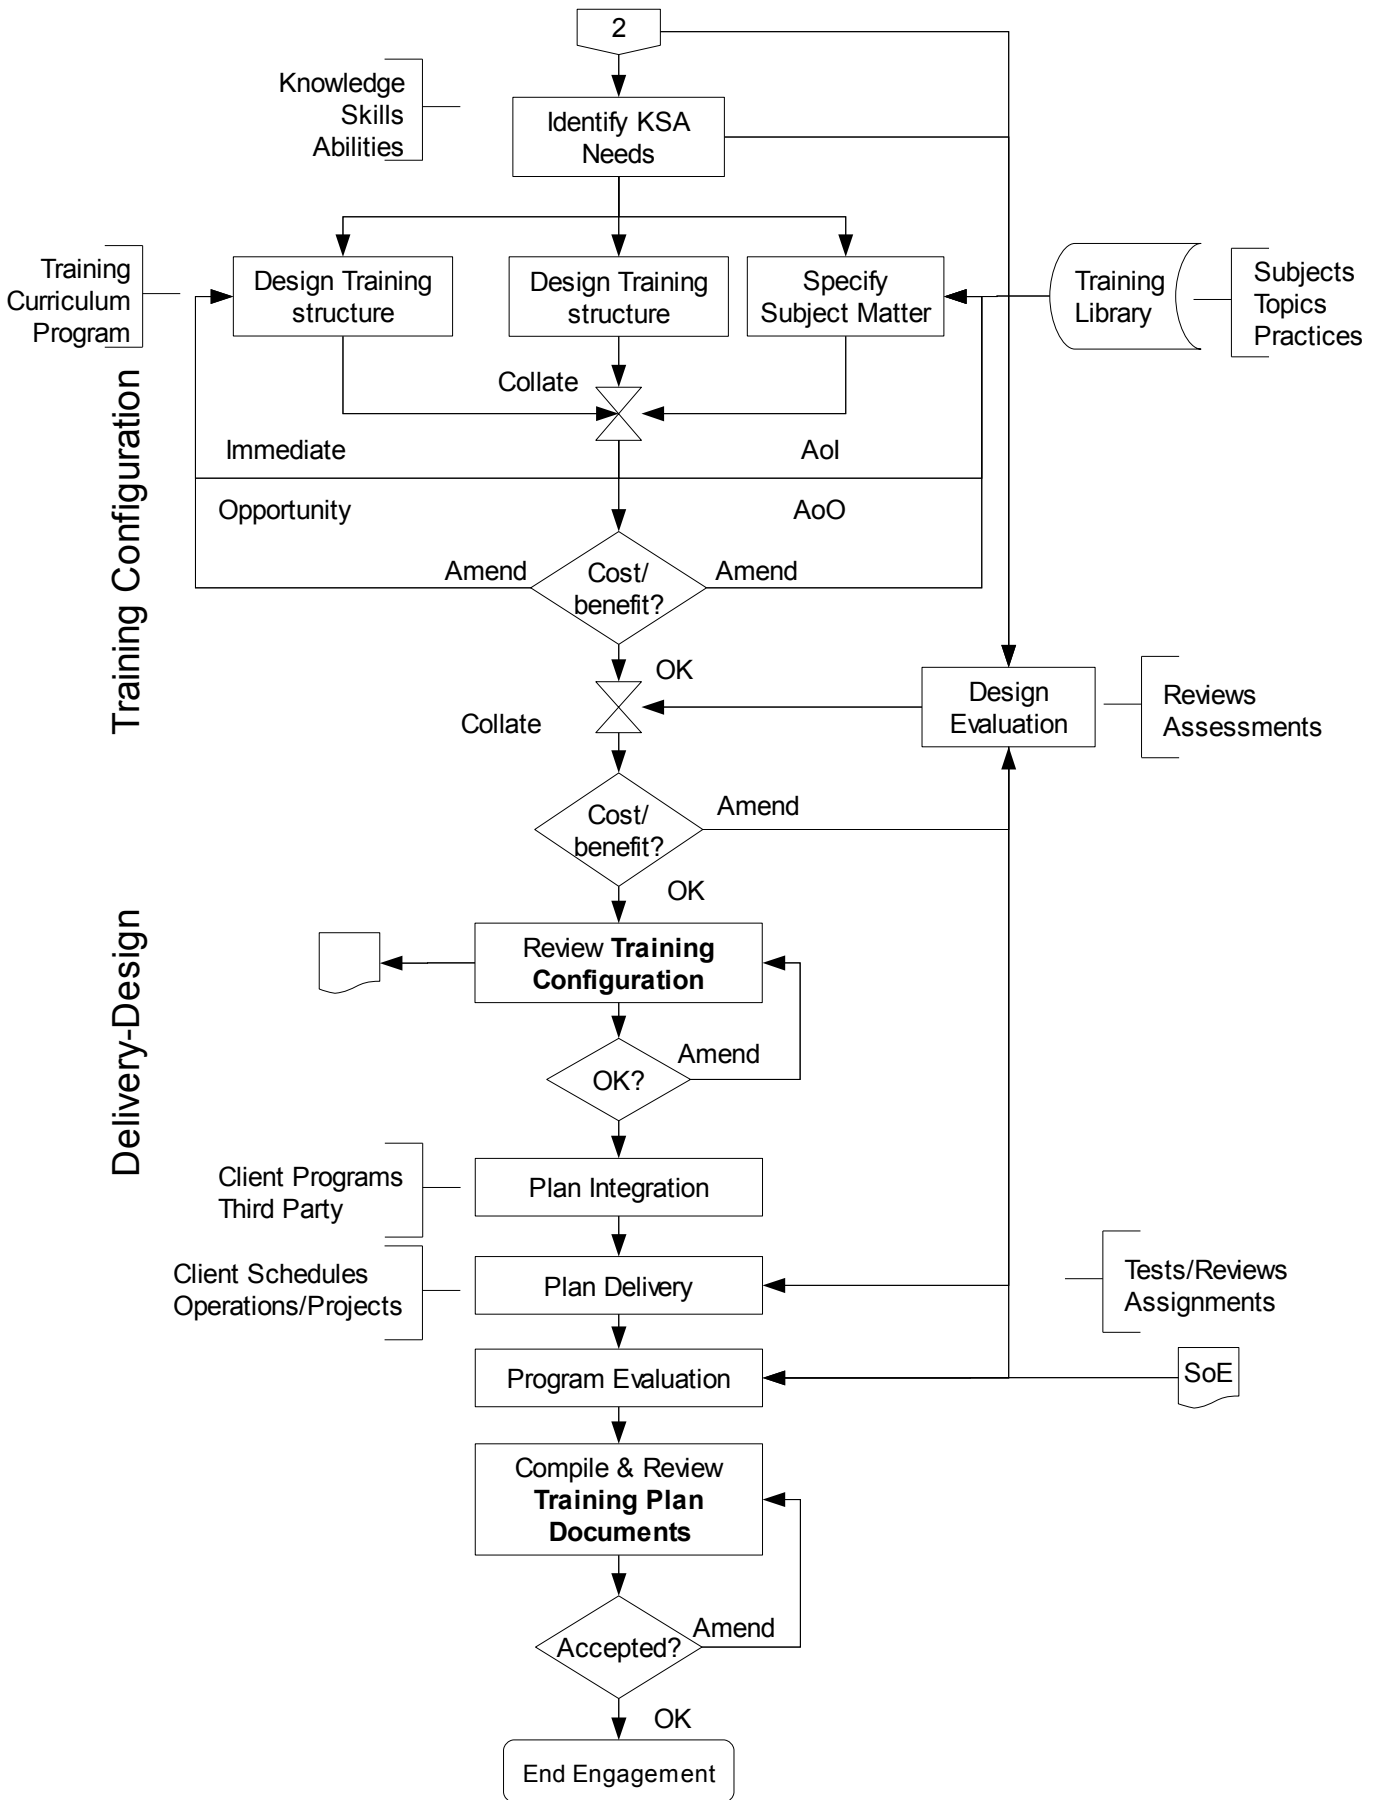 2
Knowledge
Skills
Abilities
Identify KSA
Needs
Training
Curriculum
Program
Design Training
structure
Design Training
structure
Specify
Subject Matter
Training
Library
Subjects
Topics
Practices
Collate
Training Configuration
Immediate
AoI
Opportunity
AoO
Amend
Cost/
benefit?
Amend
OK
Collate
Design
Evaluation
Reviews
Assessments
Cost/
benefit?
Amend
OK
Delivery-Design
Review Training
Configuration
OK?
Amend
Client Programs
Third Party
Plan Integration
Client Schedules
Operations/Projects
Plan Delivery
Tests/Reviews
Assignments
Program Evaluation
SoE
Compile & Review
Training Plan
Documents
Accepted?
Amend
OK
End Engagement